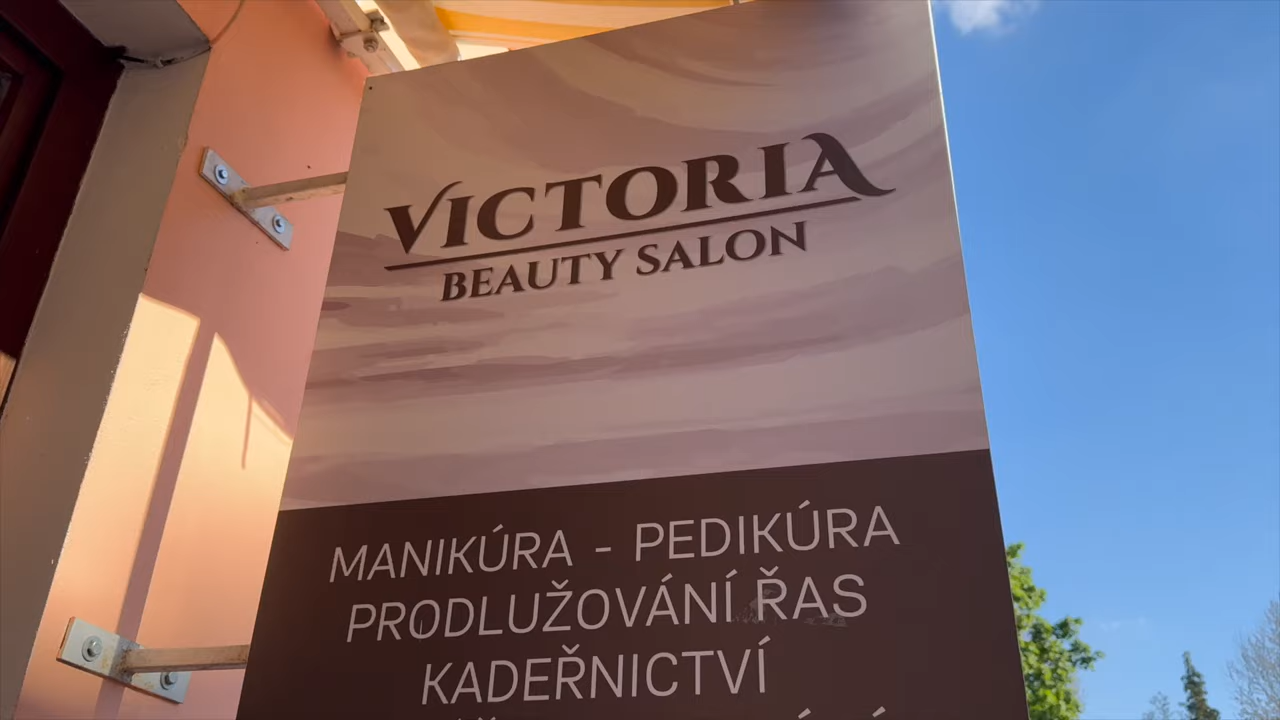 VICTORIA
BEAUTY SALON
MANIKÚRA - PEDIKÚRA
PRODLUŽOVÁNÍ ŘAS
KADEŘNICTVÍ